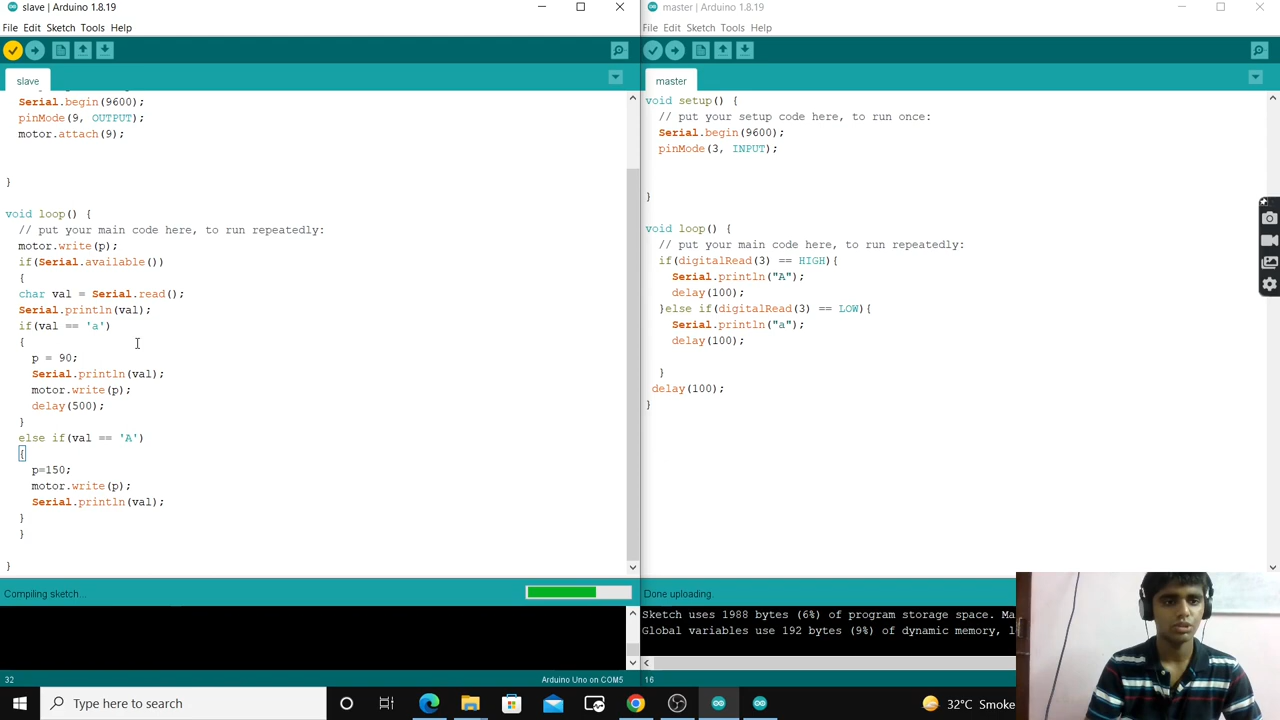 slave | Arduino 1.8.19
File Edit Sketch Tools Help
slave
Serial.begin(9600);
pinMode(9, OUTPUT);
motor.attach(9);
}
void loop() {
// put your main code here, to run repeatedly:
motor.write(p);
if(Serial.available())
{
char val = Serial.read();
Serial.println(val);
if(val == 'a')
{
p = 90;
Serial.println(val);
motor.write(p);
delay(500);
}
else if(val == 'A')
{
p=150;
motor.write(p);
Serial.println(val);
}
}
}
Compiling sketch...
32
Arduino Uno on COM5
master | Arduino 1.8.19
File Edit Sketch Tools Help
master
void setup() {
// put your setup code here, to run once:
Serial.begin(9600);
pinMode(3, INPUT);
}
void loop() {
// put your main code here, to run repeatedly:
if(digitalRead(3) == HIGH){
Serial.println("A");
delay(100);
}else if(digitalRead(3) == LOW){
Serial.println("a");
delay(100);
}
delay(100);
}
Done uploading.
Sketch uses 1988 bytes (6%) of program storage space. Ma
Global variables use 192 bytes (9%) of dynamic memory, l
16
Type here to search
32°C Smoke